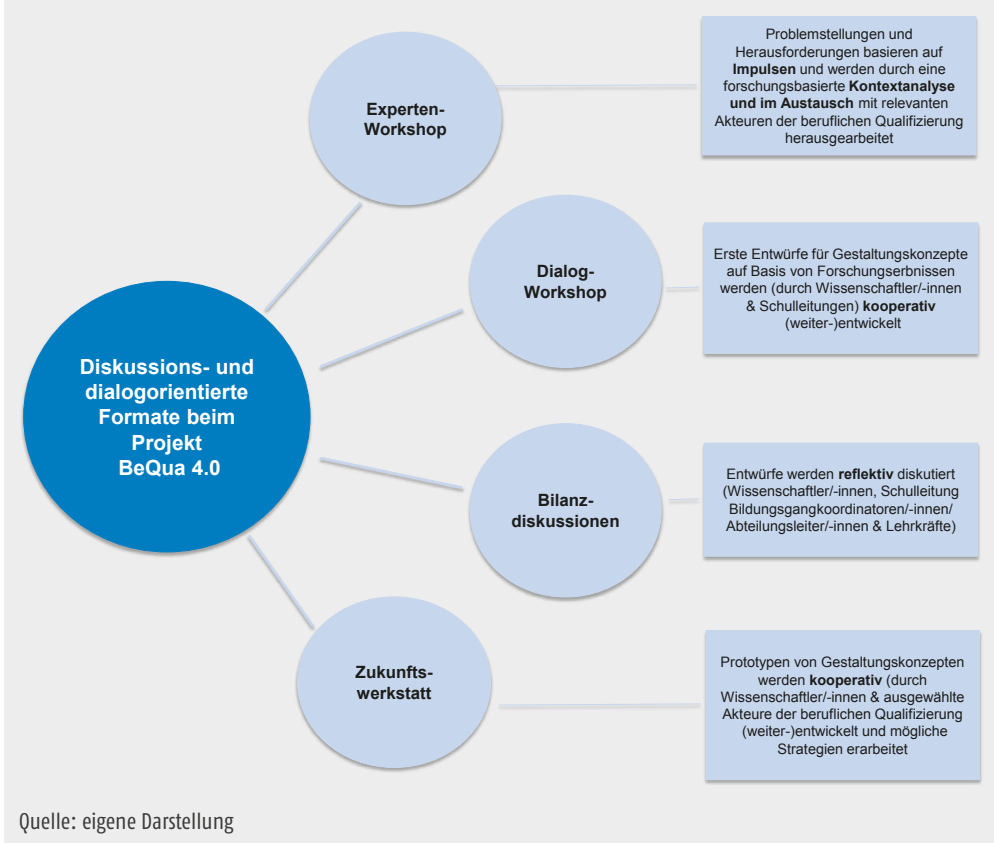 Diskussions- und
dialogorientierte
Formate beim
Projekt
BeQua 4.0
Experten-
Workshop
Problemstellungen und
Herausforderungen basieren auf
Impulsen und werden durch eine
forschungsbasierte Kontextanalyse
und im Austausch mit relevanten
Akteuren der beruflichen Qualifizierung
herausgearbeitet
Dialog-
Workshop
Erste Entwürfe für Gestaltungskonzepte
auf Basis von Forschungserbnissen
werden (durch Wissenschaftler/-innen
& Schulleitungen) kooperativ
(weiter-)entwickelt
Bilanz-
diskussionen
Entwürfe werden reflektiv diskutiert
(Wissenschaftler/-innen, Schulleitung
Bildungsgangkoordinatoren/-innen/
Abteilungsleiter/-innen & Lehrkräfte)
Zukunfts-
werkstatt
Prototypen von Gestaltungskonzepten
werden kooperativ (durch
Wissenschaftler/-innen & ausgewählte
Akteure der beruflichen Qualifizierung
(weiter-)entwickelt und mögliche
Strategien erarbeitet
Quelle: eigene Darstellung